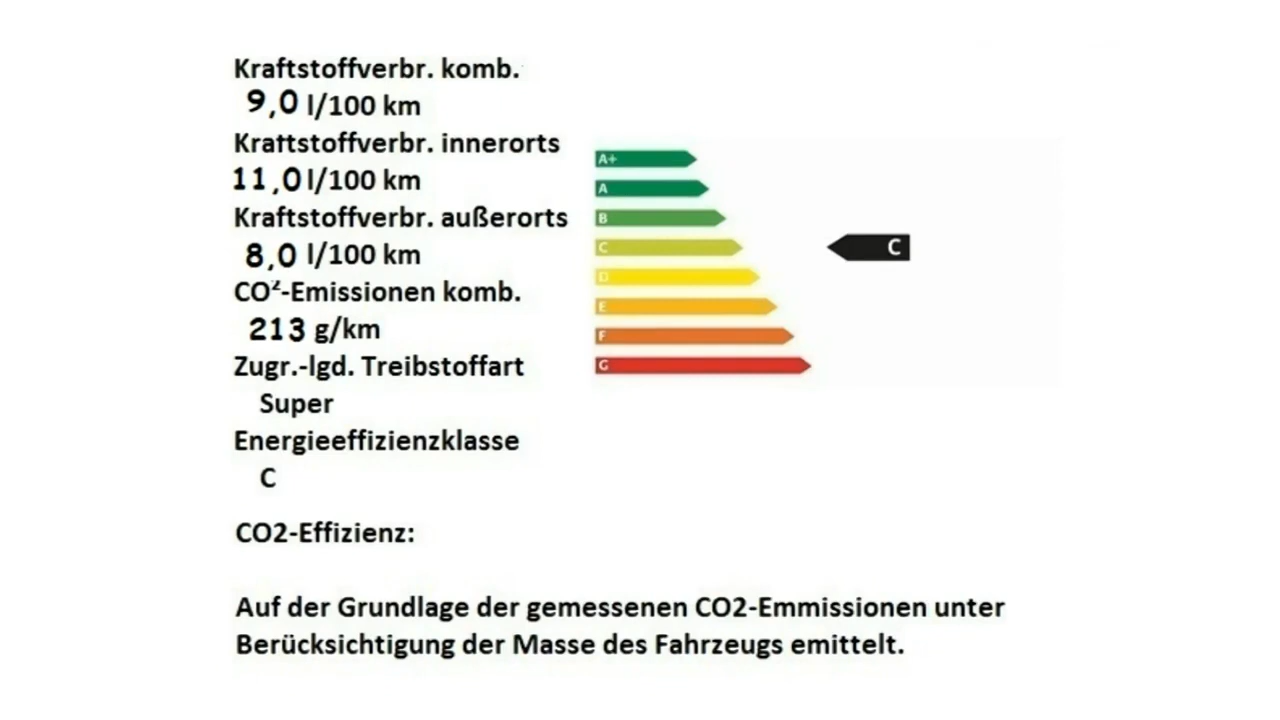 Kraftstoffverbr. komb.
9,0 l/100 km
Krattstoffverbr. innerorts
11,0 l/100 km
Kraftstoffverbr. außerorts
8,0 l/100 km
CO²-Emissionen komb.
213 g/km
Zugr.-lgd. Treibstoffart
Super
Energieeffizienzklasse
C
A+
A
B
C
D
E
F
G
C
CO2-Effizienz:
Auf der Grundlage der gemessenen CO2-Emmissionen unter
Berücksichtigung der Masse des Fahrzeugs emittelt.